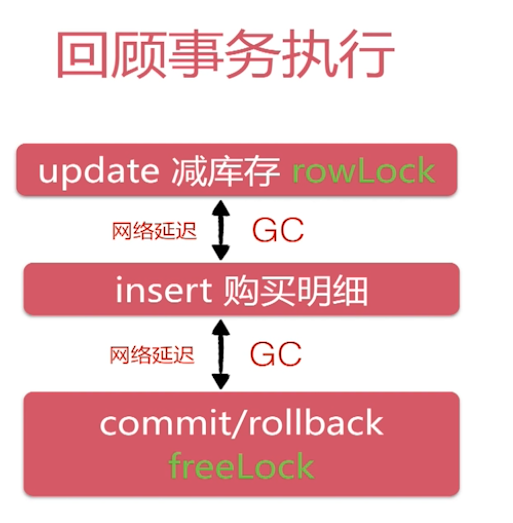 回顾事务执行
update 减库存 rowLock
网络延迟 GC
insert 购买明细
网络延迟 GC
commit/rollback
freeLock